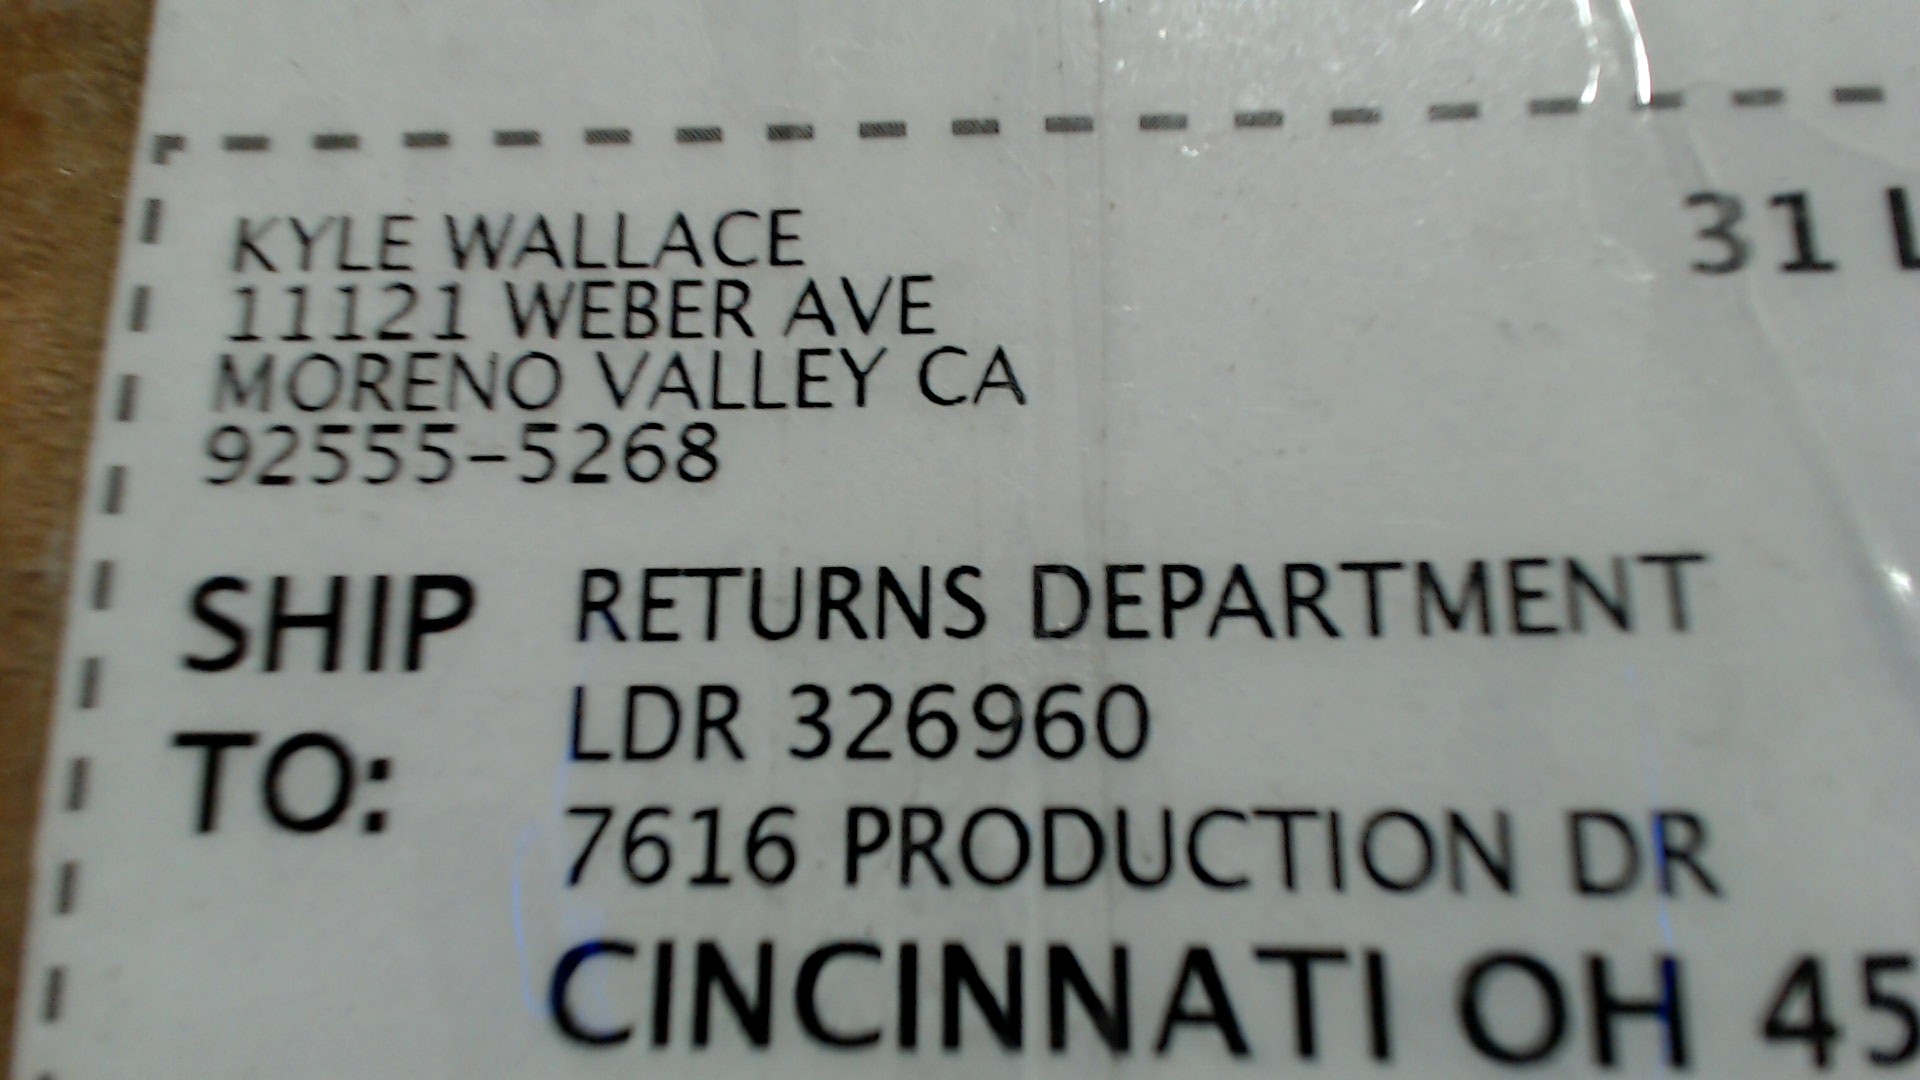 KYLE WALLACE
11121 WEBER AVE
MORENO VALLEY CA
92555-5268
31 L
SHIP TO:
RETURNS DEPARTMENT
LDR 326960
7616 PRODUCTION DR
CINCINNATI OH 45